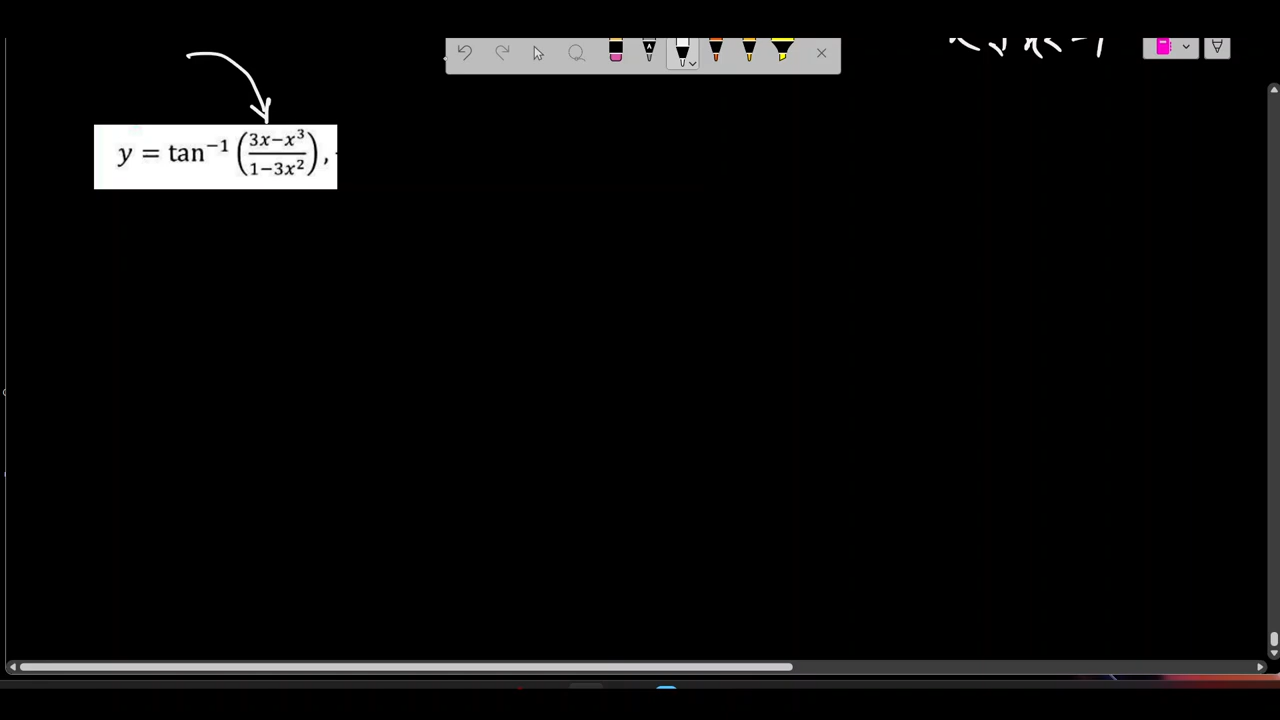 y = tan⁻¹ ((3x−x³)/(1−3x²)),